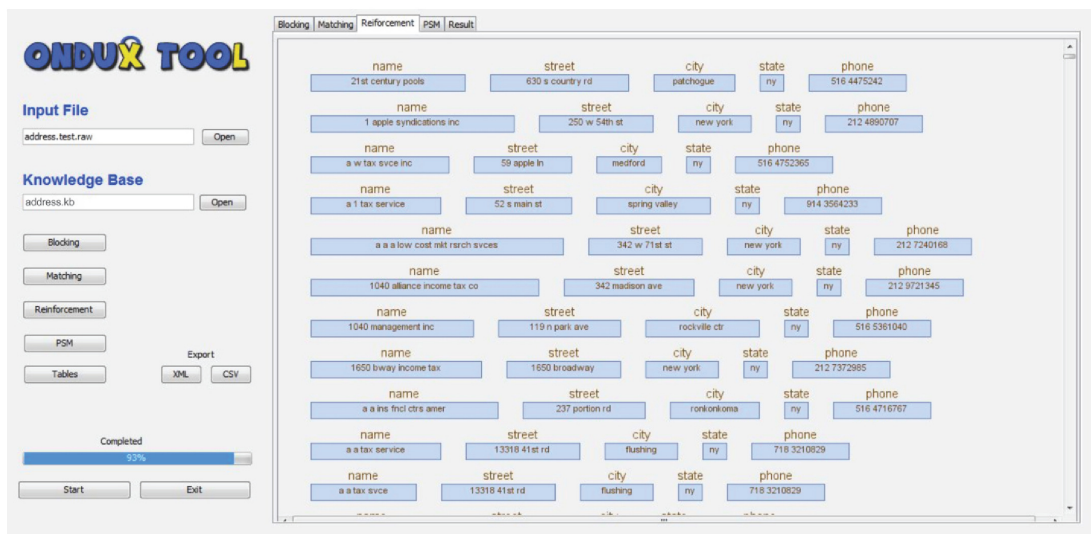 ONDUX TOOL
Input File
address.test.raw Open
Knowledge Base
address.kb Open
Blocking
Matching
Reinforcement
PSM
Export
Tables XML CSV
Completed
93%
Start Exit
Blocking Matching Reiforcement PSM Result
name street city state phone
21st century pools 630 s country rd patchogue ny 516 4475242
name street city state phone
1 apple syndications inc 250 w 54th st new york ny 212 4890707
name street city state phone
a w tax svce inc 59 apple ln medford ny 516 4752365
name street city state phone
a 1 tax service 52 s main st spring valley ny 914 3564233
name street city state phone
a a a low cost mkt rsrch svces 342 w 71st st new york ny 212 7240168
name street city state phone
1040 alliance income tax co 342 madison ave new york ny 212 9721345
name street city state phone
1040 management inc 119 n park ave rockville ctr ny 516 5361040
name street city state phone
1650 bway income tax 1650 broadway new york ny 212 7372985
name street city state phone
a a ins fncl ctrs amer 237 portion rd ronkonkoma ny 516 4716767
name street city state phone
a a tax service 13318 41st rd flushing ny 718 3210829
name street city state phone
a a tax svce 13318 41st rd flushing ny 718 3210829